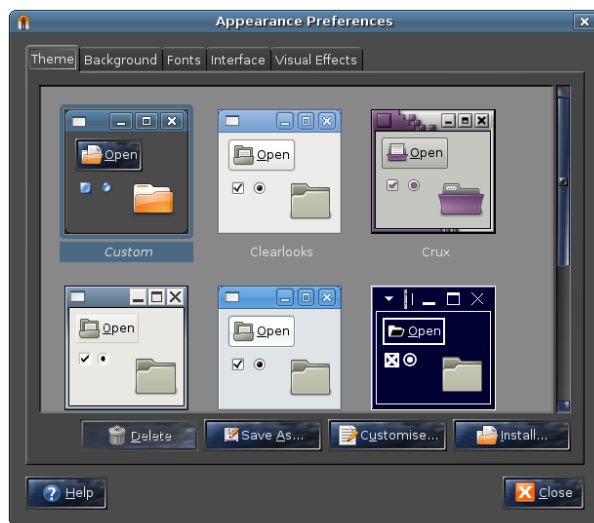 Appearance Preferences
Theme Background Fonts Interface Visual Effects
Open Open Open
Custom Clearlooks Crux
Open Open Open
Delete Save As... Customise... Install...
Help Close